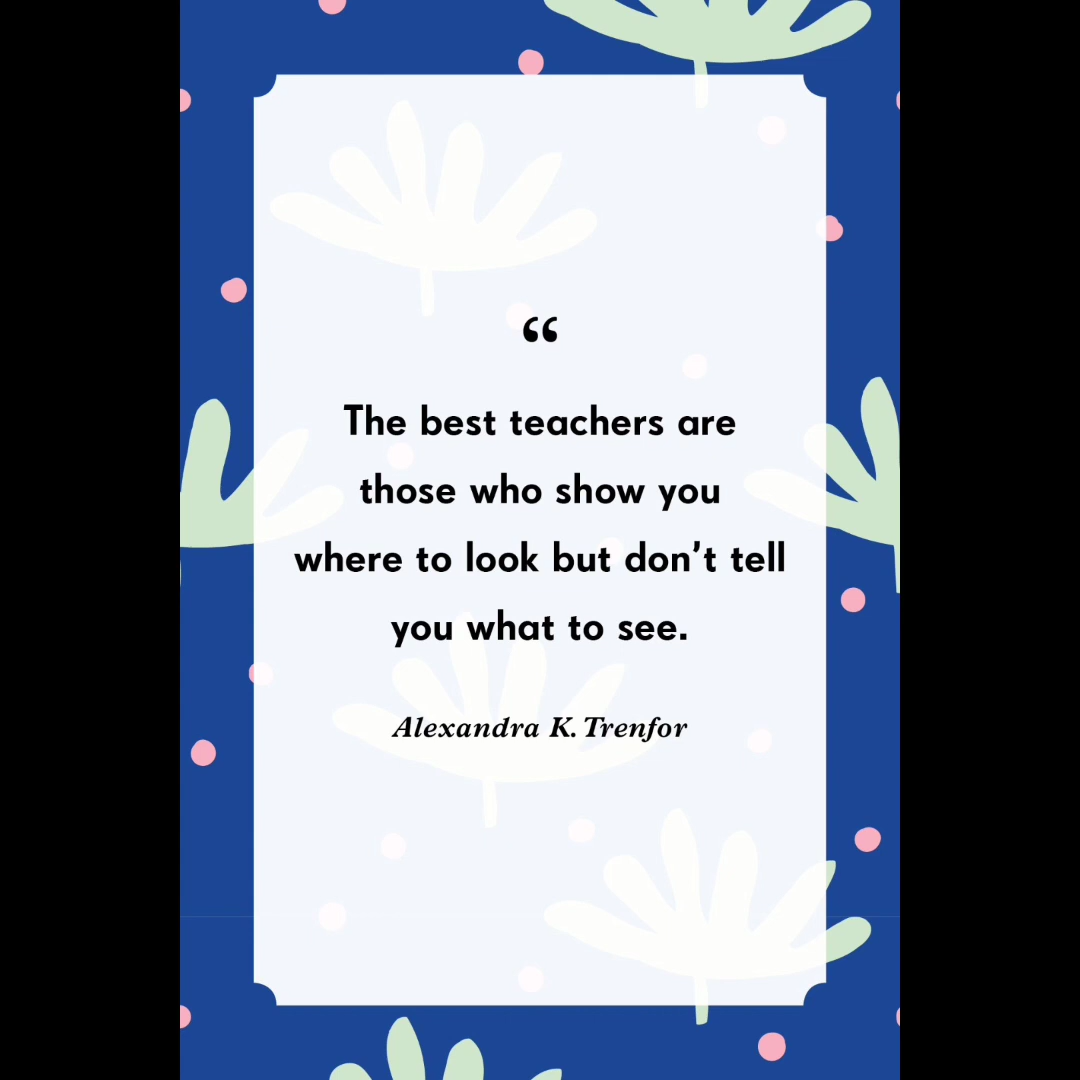 “
The best teachers are
those who show you
where to look but don’t tell
you what to see.
Alexandra K. Trenfor